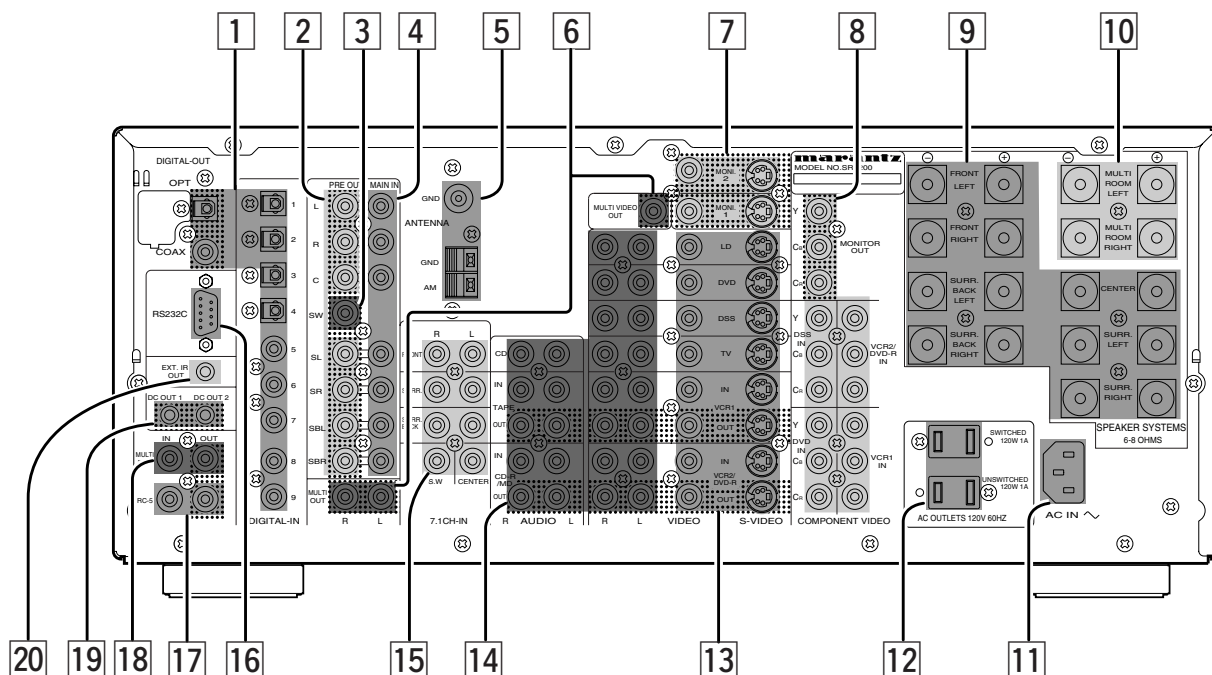 1 2 3 4 5 6 7 8 9 10
DIGITAL-OUT
OPT
COAX
RS232C
EXT. IR
OUT
DC OUT 1 DC OUT 2
IN OUT
MULTI
RC-5
1
2
3
4
5
6
7
8
9
DIGITAL-IN
PRE OUT MAIN IN
L
R
C
SW
SL
SR
SBL
SBR
MULTI
OUT
R L
GND
ANTENNA
GND
AM
R L
S.W CENTER
7.1CH-IN
CD
IN
TAPE
OUT
IN
CD-R
/MD
OUT
R AUDIO L
MULTI VIDEO
OUT
MONI.
2
MONI.
1
LD
DVD
DSS
TV
IN
VCR1
OUT
IN
VCR2/
DVD-R
OUT
R L VIDEO S-VIDEO
marantz
MODEL NO.SR 200
Y
CB
CR
MONITOR
OUT
Y
DSS
IN
CB
CR
VCR2/
DVD-R
IN
Y
DVD
IN
CB
CR
VCR1
IN
COMPONENT VIDEO
− + − +
FRONT
LEFT
FRONT
RIGHT
SURR.
BACK
LEFT
SURR.
BACK
RIGHT
MULTI
ROOM
LEFT
MULTI
ROOM
RIGHT
CENTER
SURR.
LEFT
SURR.
RIGHT
SPEAKER SYSTEMS
6-8 OHMS
SWITCHED
120W 1A
UNSWITCHED
120W 1A
AC OUTLETS 120V 60HZ
AC IN ~
20 19 18 17 16 15 14 13 12 11